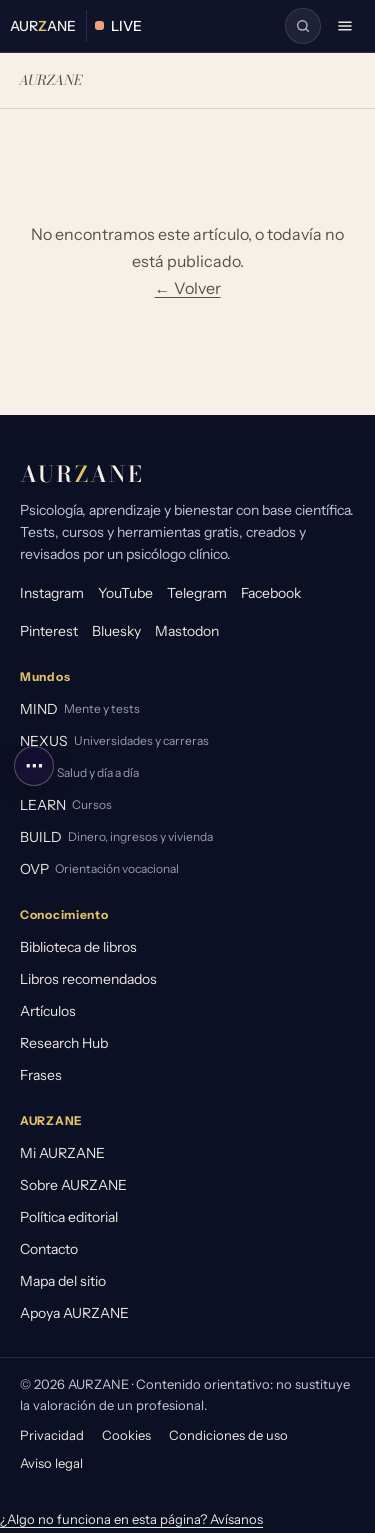 AURZANE LIVE
AURZANE
No encontramos este artículo, o todavía no
está publicado.
← Volver
AURZANE
Psicología, aprendizaje y bienestar con base científica.
Tests, cursos y herramientas gratis, creados y
revisados por un psicólogo clínico.
Instagram YouTube Telegram Facebook
Pinterest Bluesky Mastodon
Mundos
MIND Mente y tests
NEXUS Universidades y carreras
Salud y día a día
LEARN Cursos
BUILD Dinero, ingresos y vivienda
OVP Orientación vocacional
Conocimiento
Biblioteca de libros
Libros recomendados
Artículos
Research Hub
Frases
AURZANE
Mi AURZANE
Sobre AURZANE
Política editorial
Contacto
Mapa del sitio
Apoya AURZANE
© 2026 AURZANE · Contenido orientativo: no sustituye
la valoración de un profesional.
Privacidad Cookies Condiciones de uso
Aviso legal
¿Algo no funciona en esta página? Avísanos